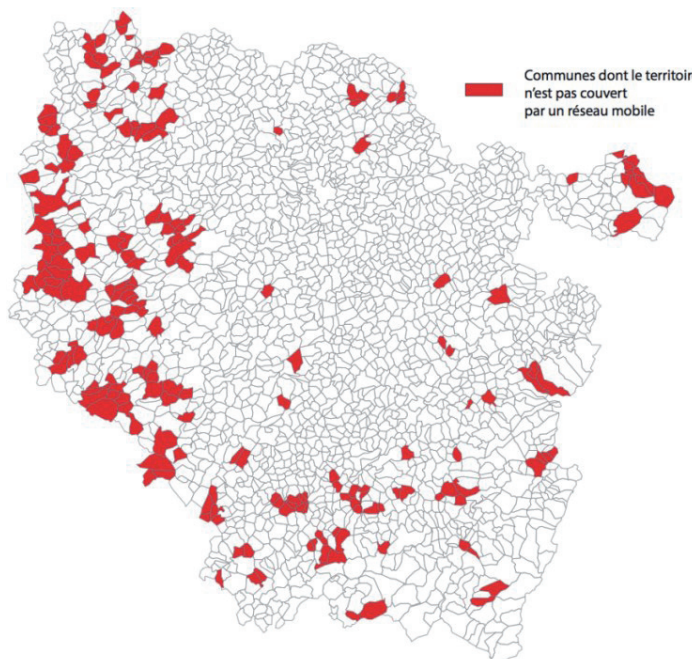 Communes dont le territoir
n'est pas couvert
par un réseau mobile